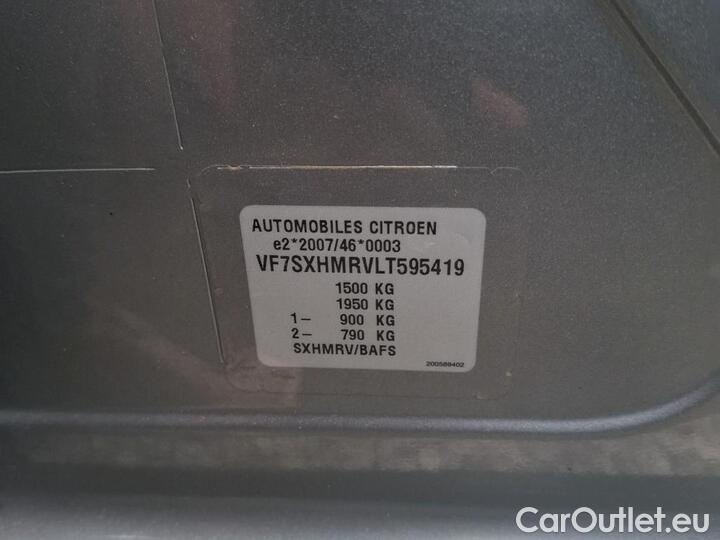 AUTOMOBILES CITROEN
e2*2007/46*0003
VF7SXHMRVLT595419
1500 KG
1950 KG
1- 900 KG
2- 790 KG
SXHMRV/BAFS
200589402
CarOutlet.eu